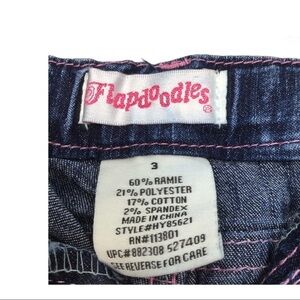 Flapdoodles®
3
60% RAMIE
21% POLYESTER
17% COTTON
2% SPANDEX
MADE IN CHINA
STYLE#HY85621
RN#113801
UPC#882308 527409
SEE REVERSE FOR CARE